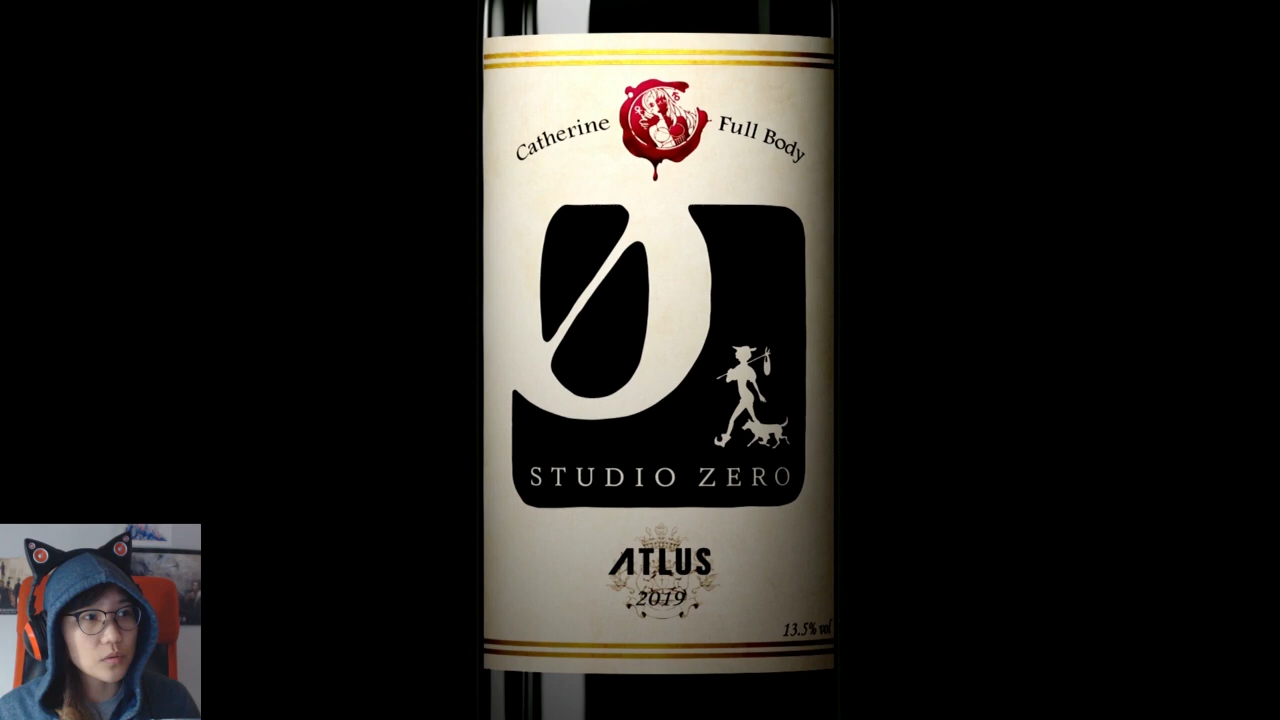 Catherine Full Body
STUDIO ZERO
ATLUS
2019
13.5% vol